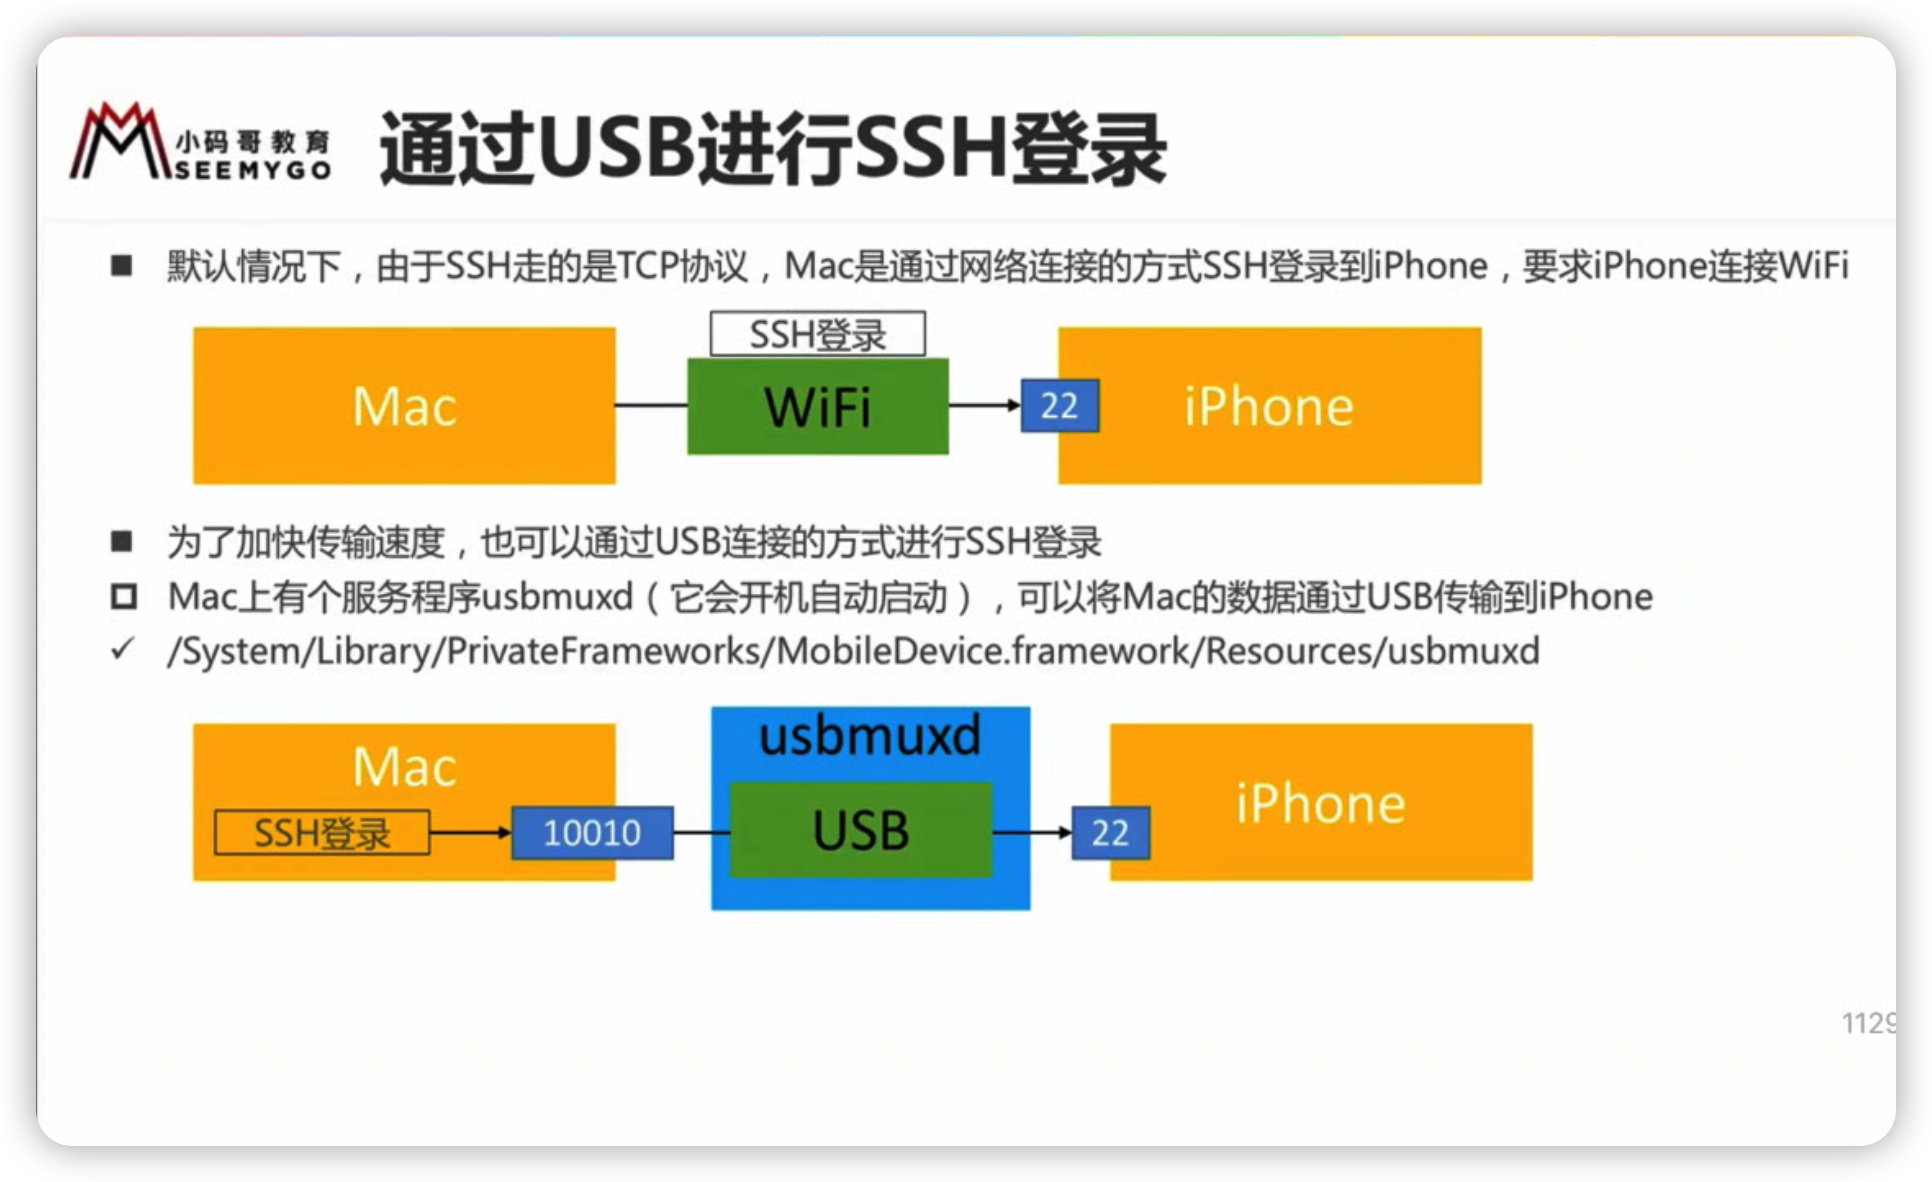 小码哥教育
SEEMYGO
通过USB进行SSH登录
默认情况下，由于SSH走的是TCP协议，Mac是通过网络连接的方式SSH登录到iPhone，要求iPhone连接WiFi
SSH登录
Mac
WiFi
22
iPhone
为了加快传输速度，也可以通过USB连接的方式进行SSH登录
Mac上有个服务程序usbmuxd（它会开机自动启动），可以将Mac的数据通过USB传输到iPhone
/System/Library/PrivateFrameworks/MobileDevice.framework/Resources/usbmuxd
Mac
usbmuxd
SSH登录
10010
USB
22
iPhone
1129